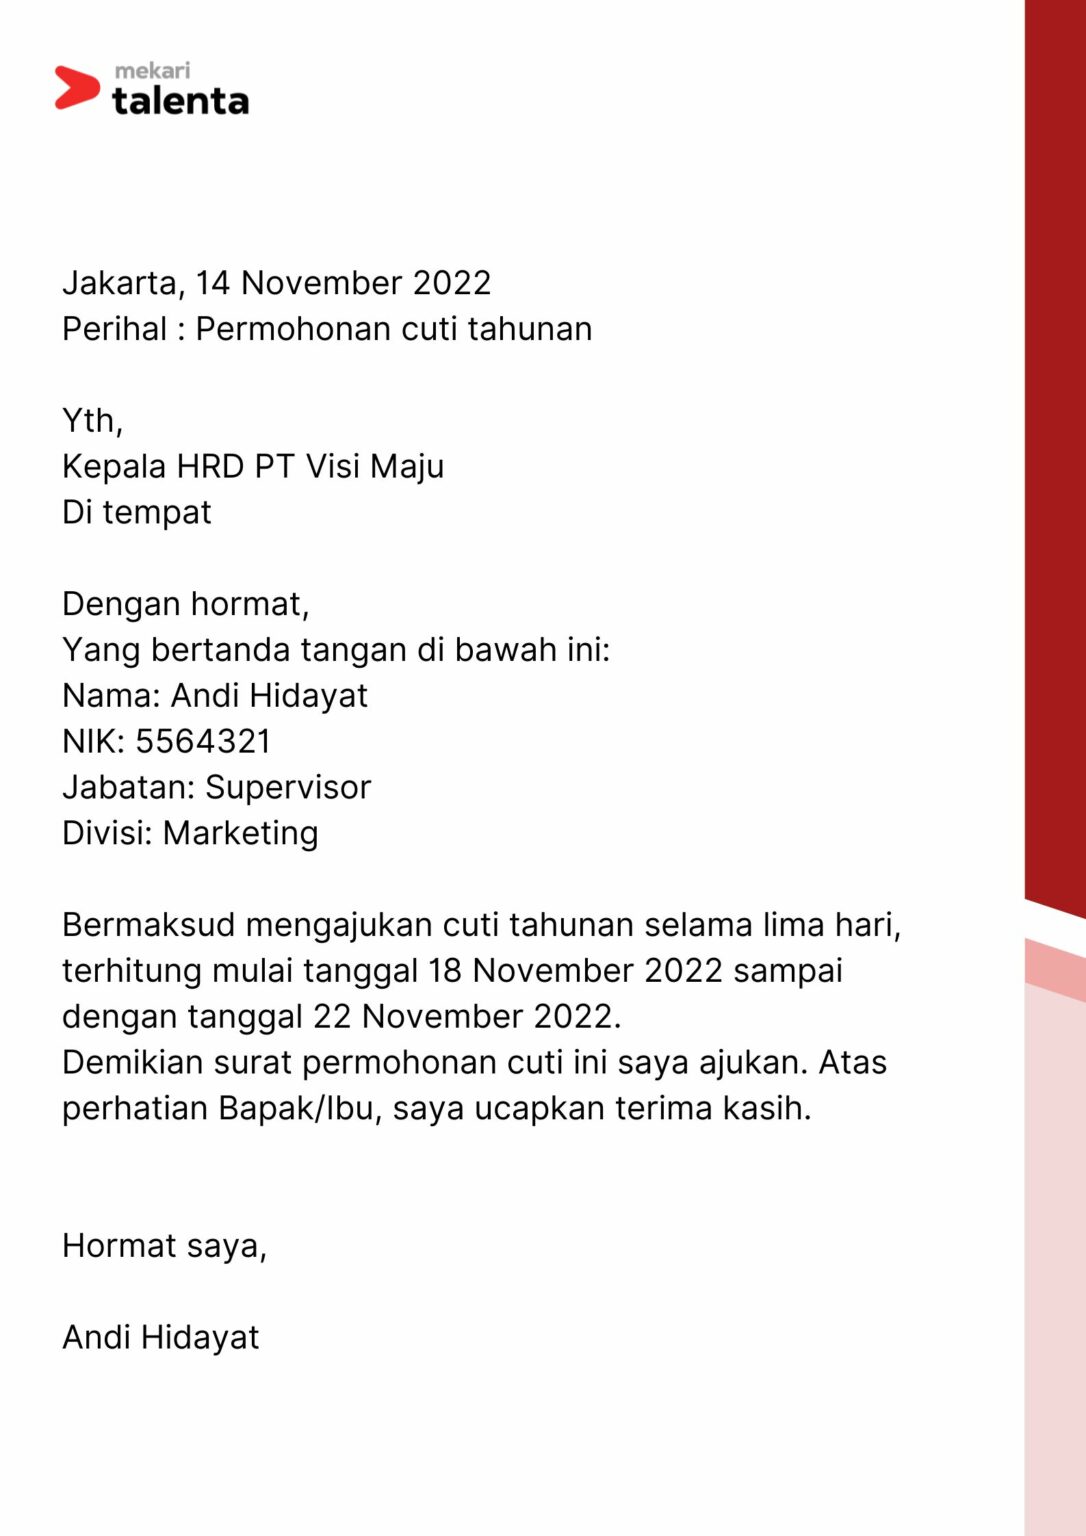 mekari
talenta
Jakarta, 14 November 2022
Perihal : Permohonan cuti tahunan
Yth,
Kepala HRD PT Visi Maju
Di tempat
Dengan hormat,
Yang bertanda tangan di bawah ini:
Nama: Andi Hidayat
NIK: 5564321
Jabatan: Supervisor
Divisi: Marketing
Bermaksud mengajukan cuti tahunan selama lima hari,
terhitung mulai tanggal 18 November 2022 sampai
dengan tanggal 22 November 2022.
Demikian surat permohonan cuti ini saya ajukan. Atas
perhatian Bapak/Ibu, saya ucapkan terima kasih.
Hormat saya,
Andi Hidayat